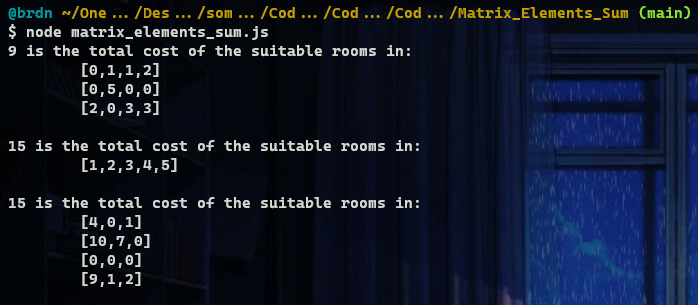 @brdn ~/One…/Des…/som…/Cod…/Cod…/Cod…/Matrix_Elements_Sum (main)
$ node matrix_elements_sum.js
9 is the total cost of the suitable rooms in:
[0,1,1,2]
[0,5,0,0]
[2,0,3,3]
15 is the total cost of the suitable rooms in:
[1,2,3,4,5]
15 is the total cost of the suitable rooms in:
[4,0,1]
[10,7,0]
[0,0,0]
[9,1,2]